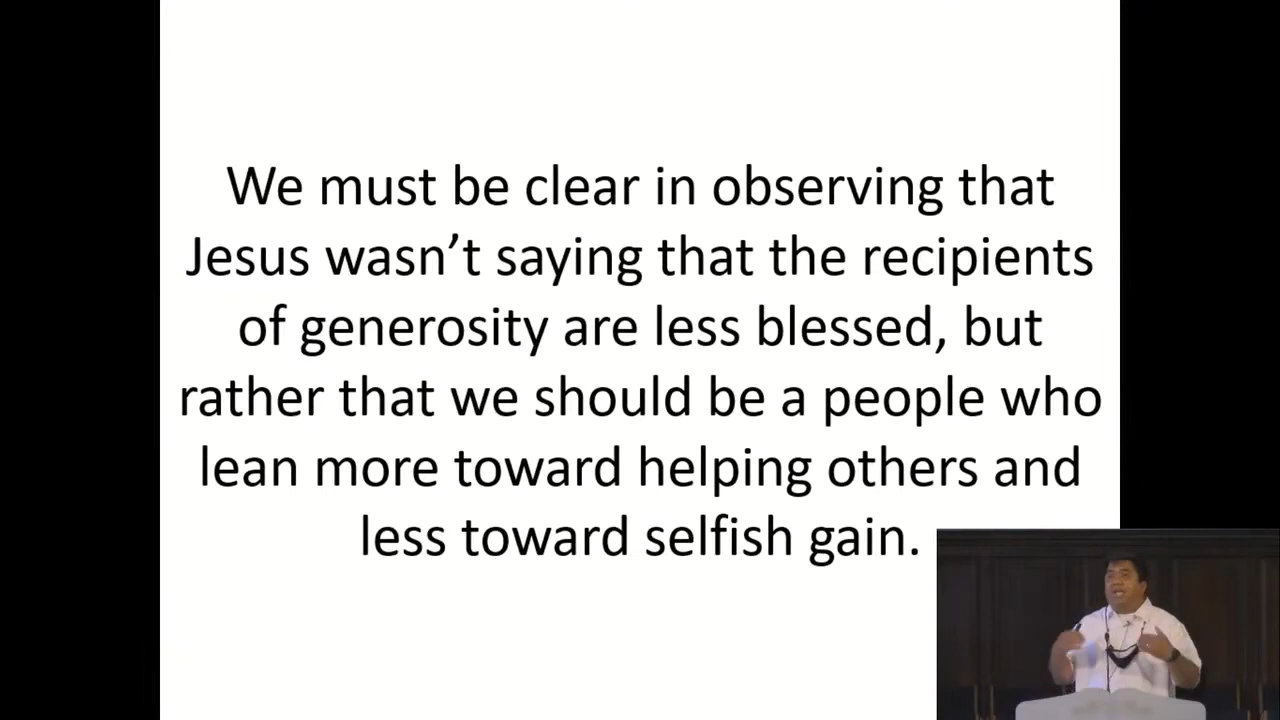 We must be clear in observing that
Jesus wasn’t saying that the recipients
of generosity are less blessed, but
rather that we should be a people who
lean more toward helping others and
less toward selfish gain.